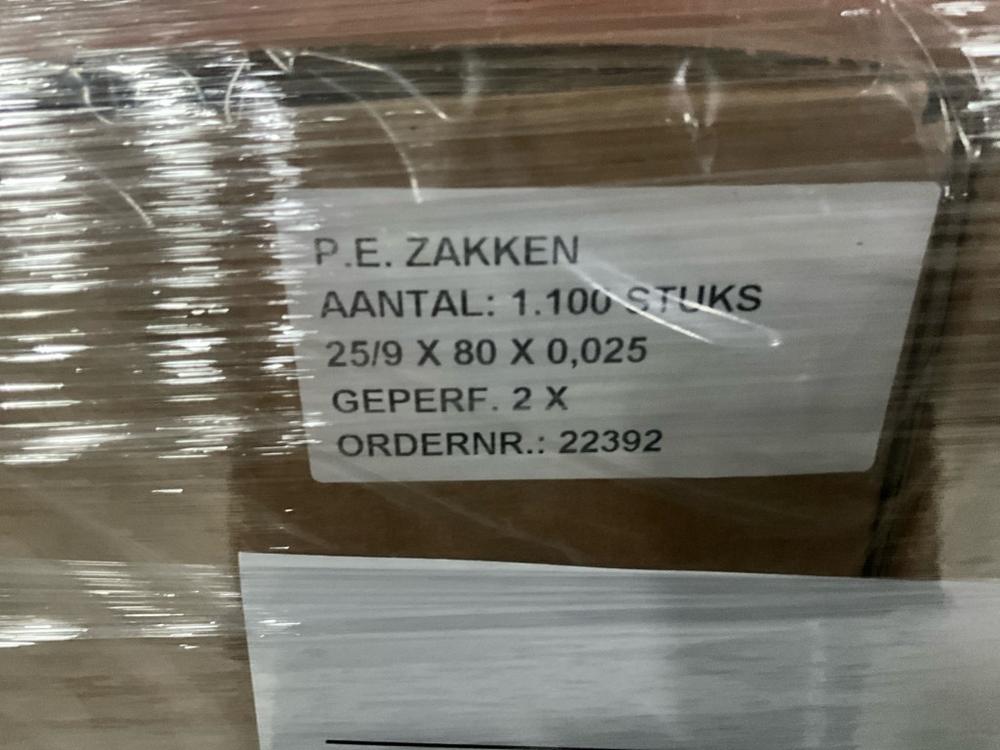 P.E. ZAKKEN
AANTAL: 1.100 STUKS
25/9 X 80 X 0,025
GEPERF. 2 X
ORDERNR.: 22392